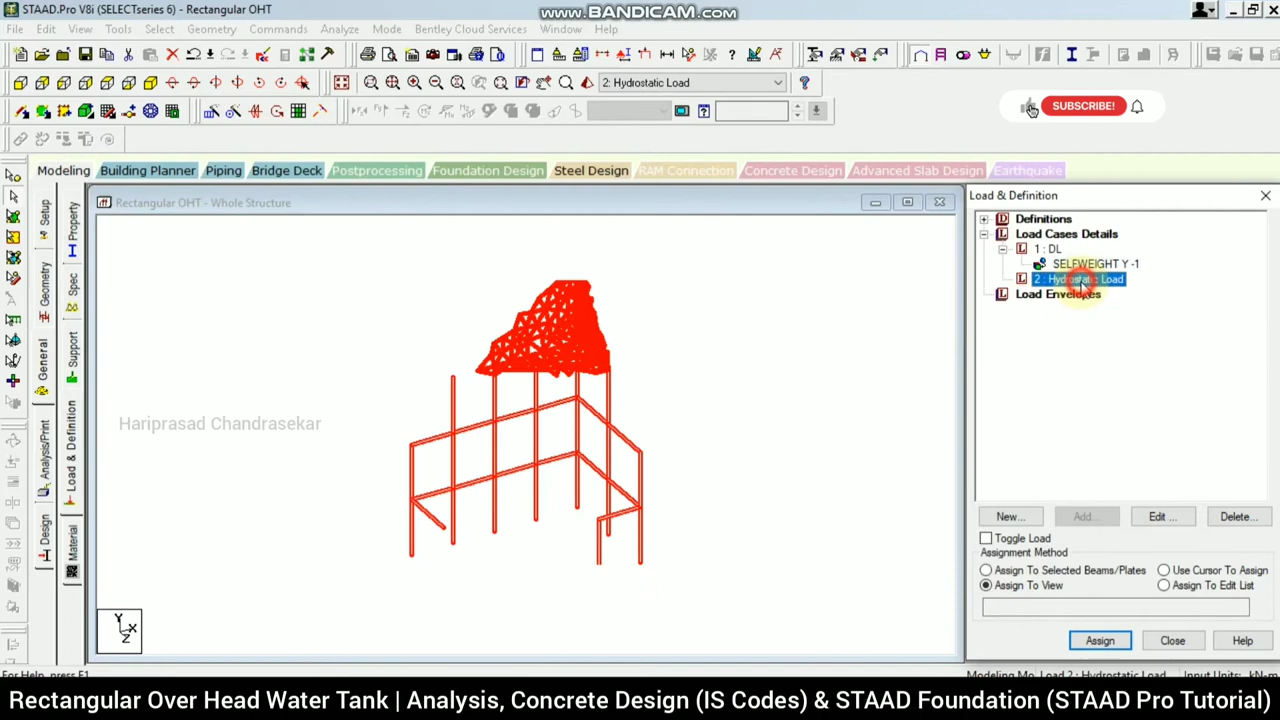 STAAD.Pro V8i (SELECTseries 6) - Rectangular OHT
www.BANDICAM.com
File Edit View Tools Select Geometry Commands Analyze Mode Bentley Cloud Services Window Help
2: Hydrostatic Load
SUBSCRIBE!
Modeling Building Planner Piping Bridge Deck Postprocessing Foundation Design Steel Design RAM Connection Concrete Design Advanced Slab Design Earthquake
Rectangular OHT - Whole Structure
Load & Definition
Definitions
Load Cases Details
1 : DL
SELFWEIGHT Y -1
2 : Hydrostatic Load
Load Envelopes
Setup
Geometry
General
Analysis/Print
Design
Property
Spec
Support
Load & Definition
Material
Hariprasad Chandrasekar
Y
X
Z
New... Add... Edit ... Delete...
Toggle Load
Assignment Method
Assign To Selected Beams/Plates Use Cursor To Assign
Assign To View Assign To Edit List
Assign Close Help
For Help, press F1 Modeling Mo Load 2 : Hydrostatic Load Input Units: kN-m
Rectangular Over Head Water Tank | Analysis, Concrete Design (IS Codes) & STAAD Foundation (STAAD Pro Tutorial)